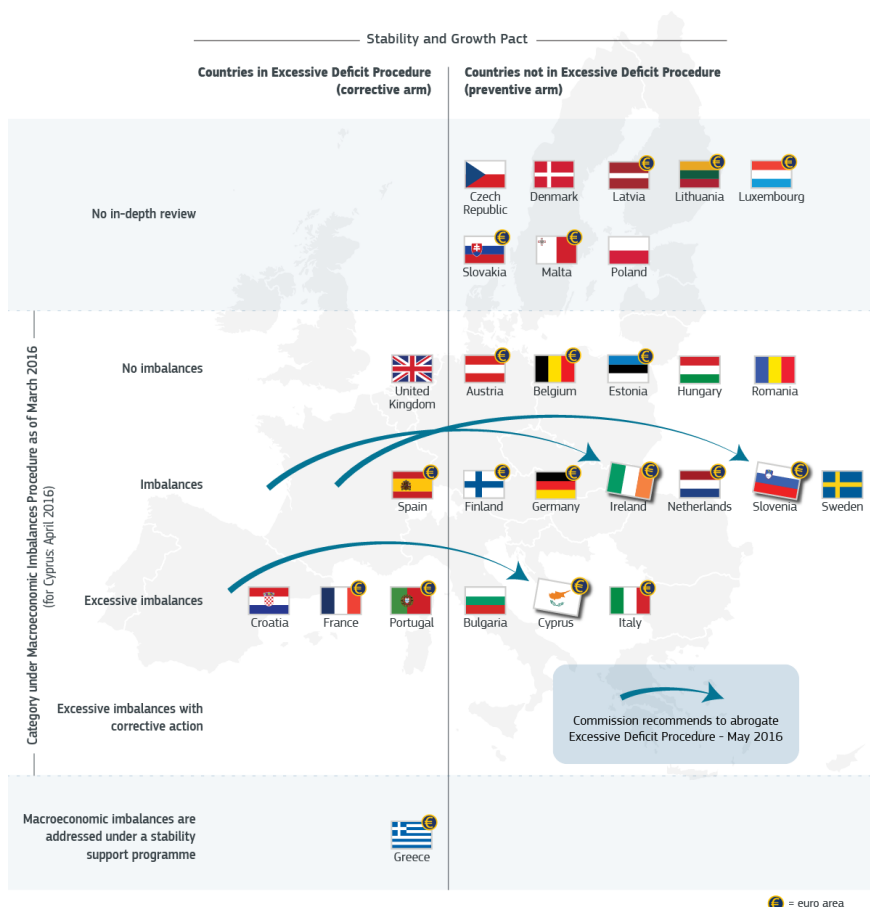 Stability and Growth Pact
Countries in Excessive Deficit Procedure
(corrective arm)
Countries not in Excessive Deficit Procedure
(preventive arm)
No in-depth review
Czech
Republic
Denmark
Latvia
Lithuania
Luxembourg
Slovakia
Malta
Poland
Category under Macroeconomic Imbalances Procedure as of March 2016
(for Cyprus: April 2016)
No imbalances
United
Kingdom
Austria
Belgium
Estonia
Hungary
Romania
Imbalances
Spain
Finland
Germany
Ireland
Netherlands
Slovenia
Sweden
Excessive imbalances
Croatia
France
Portugal
Bulgaria
Cyprus
Italy
Excessive imbalances with
corrective action
Commission recommends to abrogate
Excessive Deficit Procedure - May 2016
Macroeconomic imbalances are
addressed under a stability
support programme
Greece
€ = euro area